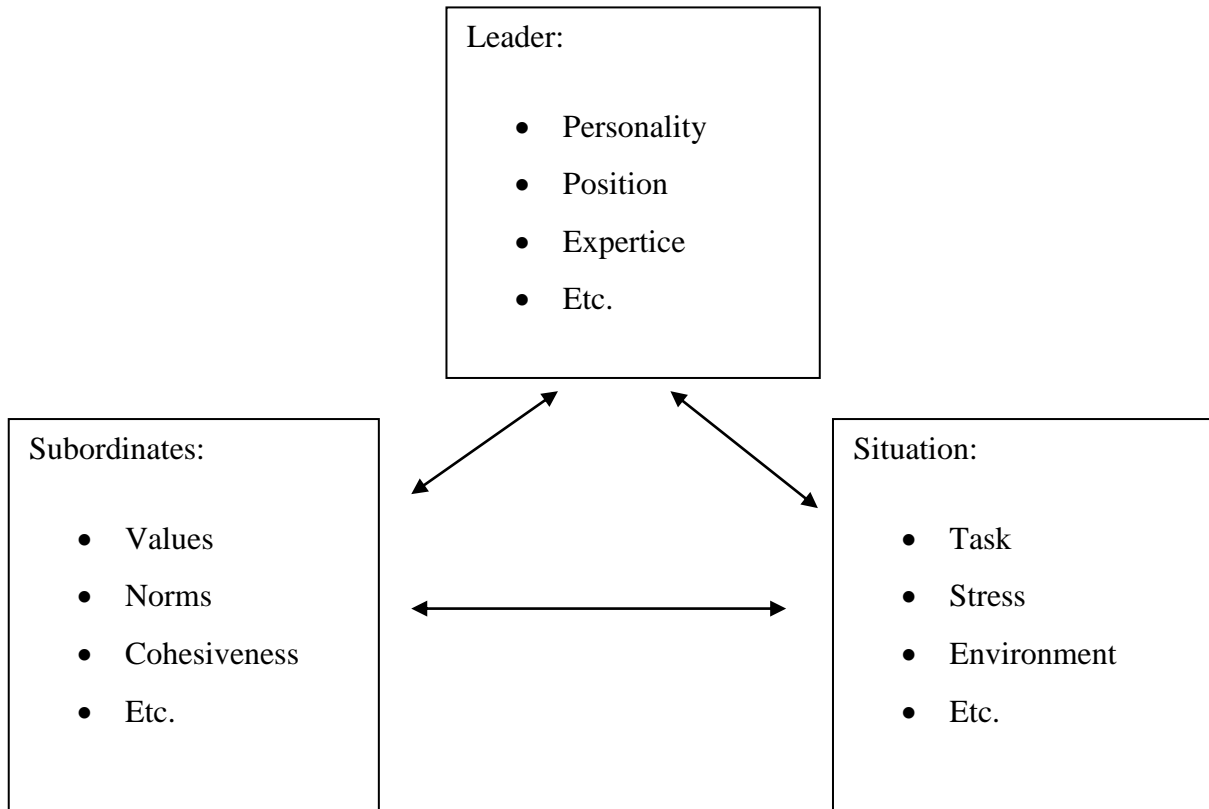 Leader:
• Personality
• Position
• Expertice
• Etc.
Subordinates:
• Values
• Norms
• Cohesiveness
• Etc.
Situation:
• Task
• Stress
• Environment
• Etc.